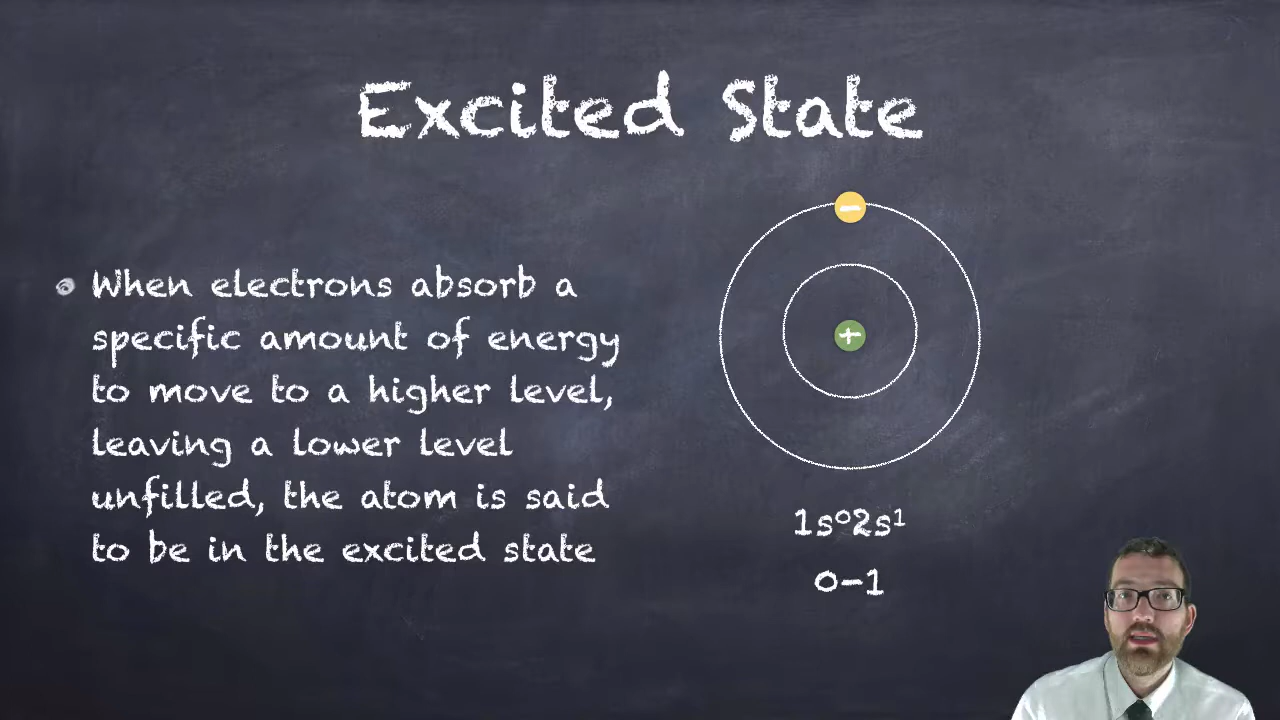 Excited State
When electrons absorb a
specific amount of energy
to move to a higher level,
leaving a lower level
unfilled, the atom is said
to be in the excited state
−
+
1s⁰2s¹
0-1